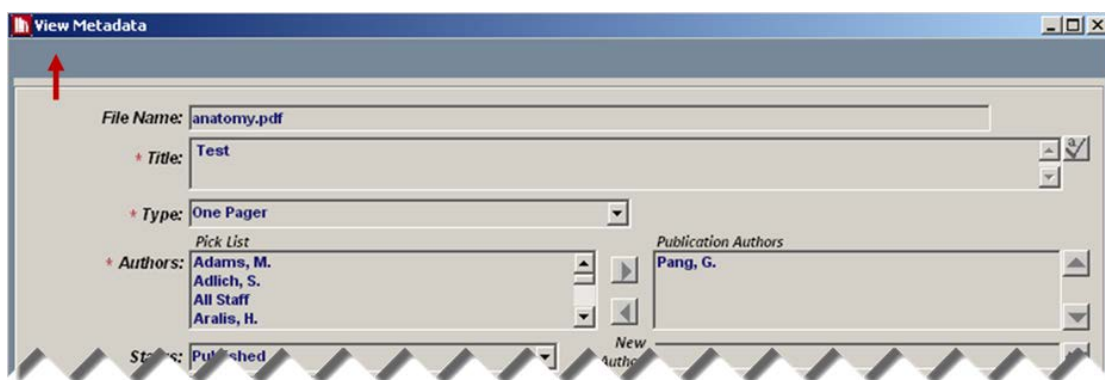 View Metadata
File Name: anatomy.pdf
* Title: Test
* Type: One Pager
Pick List
Publication Authors
* Authors: Adams, M.
Adlich, S.
All Staff
Aralis, H.
Pang, G.
New